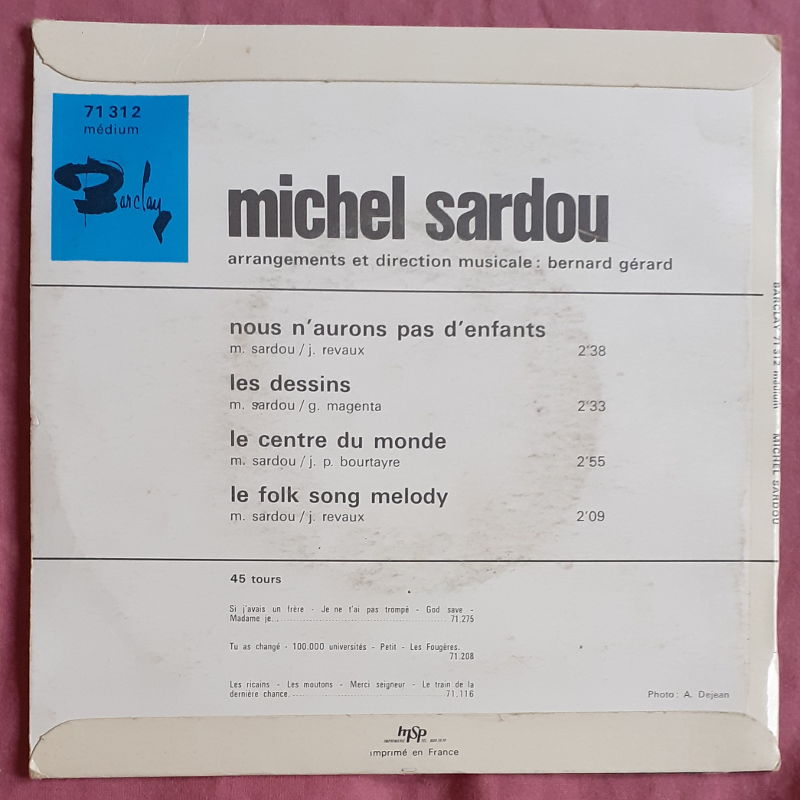 71 312
médium
Barclay
michel sardou
arrangements et direction musicale : bernard gérard
nous n'aurons pas d'enfants
m. sardou / j. revaux 2'38
les dessins
m. sardou / g. magenta 2'33
le centre du monde
m. sardou / j. p. bourtayre 2'55
le folk song melody
m. sardou / j. revaux 2'09
45 tours
Si j'avais un frère - Je ne t'ai pas trompé - God save -
Madame je... 71.275
Tu as changé - 100.000 universités - Petit - Les Fougères.
71.208
Les ricains - Les moutons - Merci seigneur - Le train de la
dernière chance. 71.116
Photo : A. Dejean
msp
imprimé en France
BARCLAY 71 312 médium MICHEL SARDOU